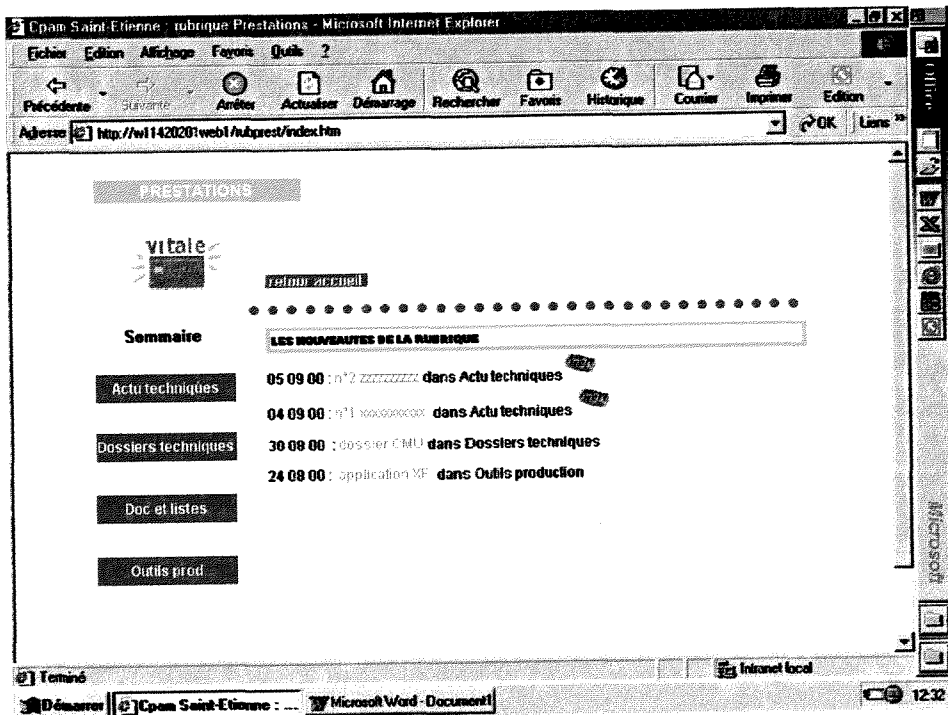 Cpam Saint-Etienne : rubrique Prestations - Microsoft Internet Explorer
Fichier Edition Affichage Favoris Outils ?
Précédente Suivante Arrêter Actualiser Démarrage Rechercher Favoris Historique Courrier Imprimer Edition
Adresse http://w11420201web1/rubprest/index.htm OK Liens »
Office
PRESTATIONS
vitale
retour accueil
Sommaire
LES NOUVEAUTES DE LA RUBRIQUE
Actu techniques
05 09 00 : n°2 zzzzzzzzzz dans Actu techniques
04 09 00 : n°1 xxxxxxxxxx dans Actu techniques
Dossiers techniques
30 08 00 : dossier CMU dans Dossiers techniques
24 08 00 : application XF dans Outils production
Doc et listes
Outils prod
Microsoft
Terminé Intranet local
Démarrer Cpam Saint-Etienne : ... Microsoft Word - Document1 12:32